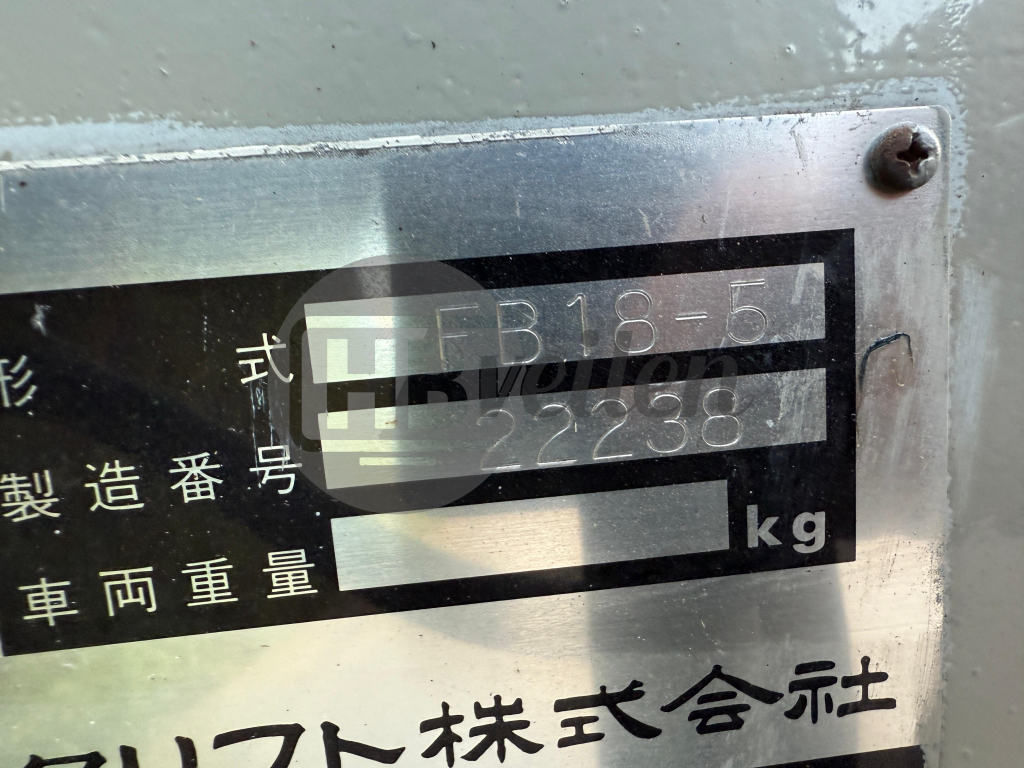 形式 FB18-5
製造番号 22238
車両重量 kg
クリフト株式会社